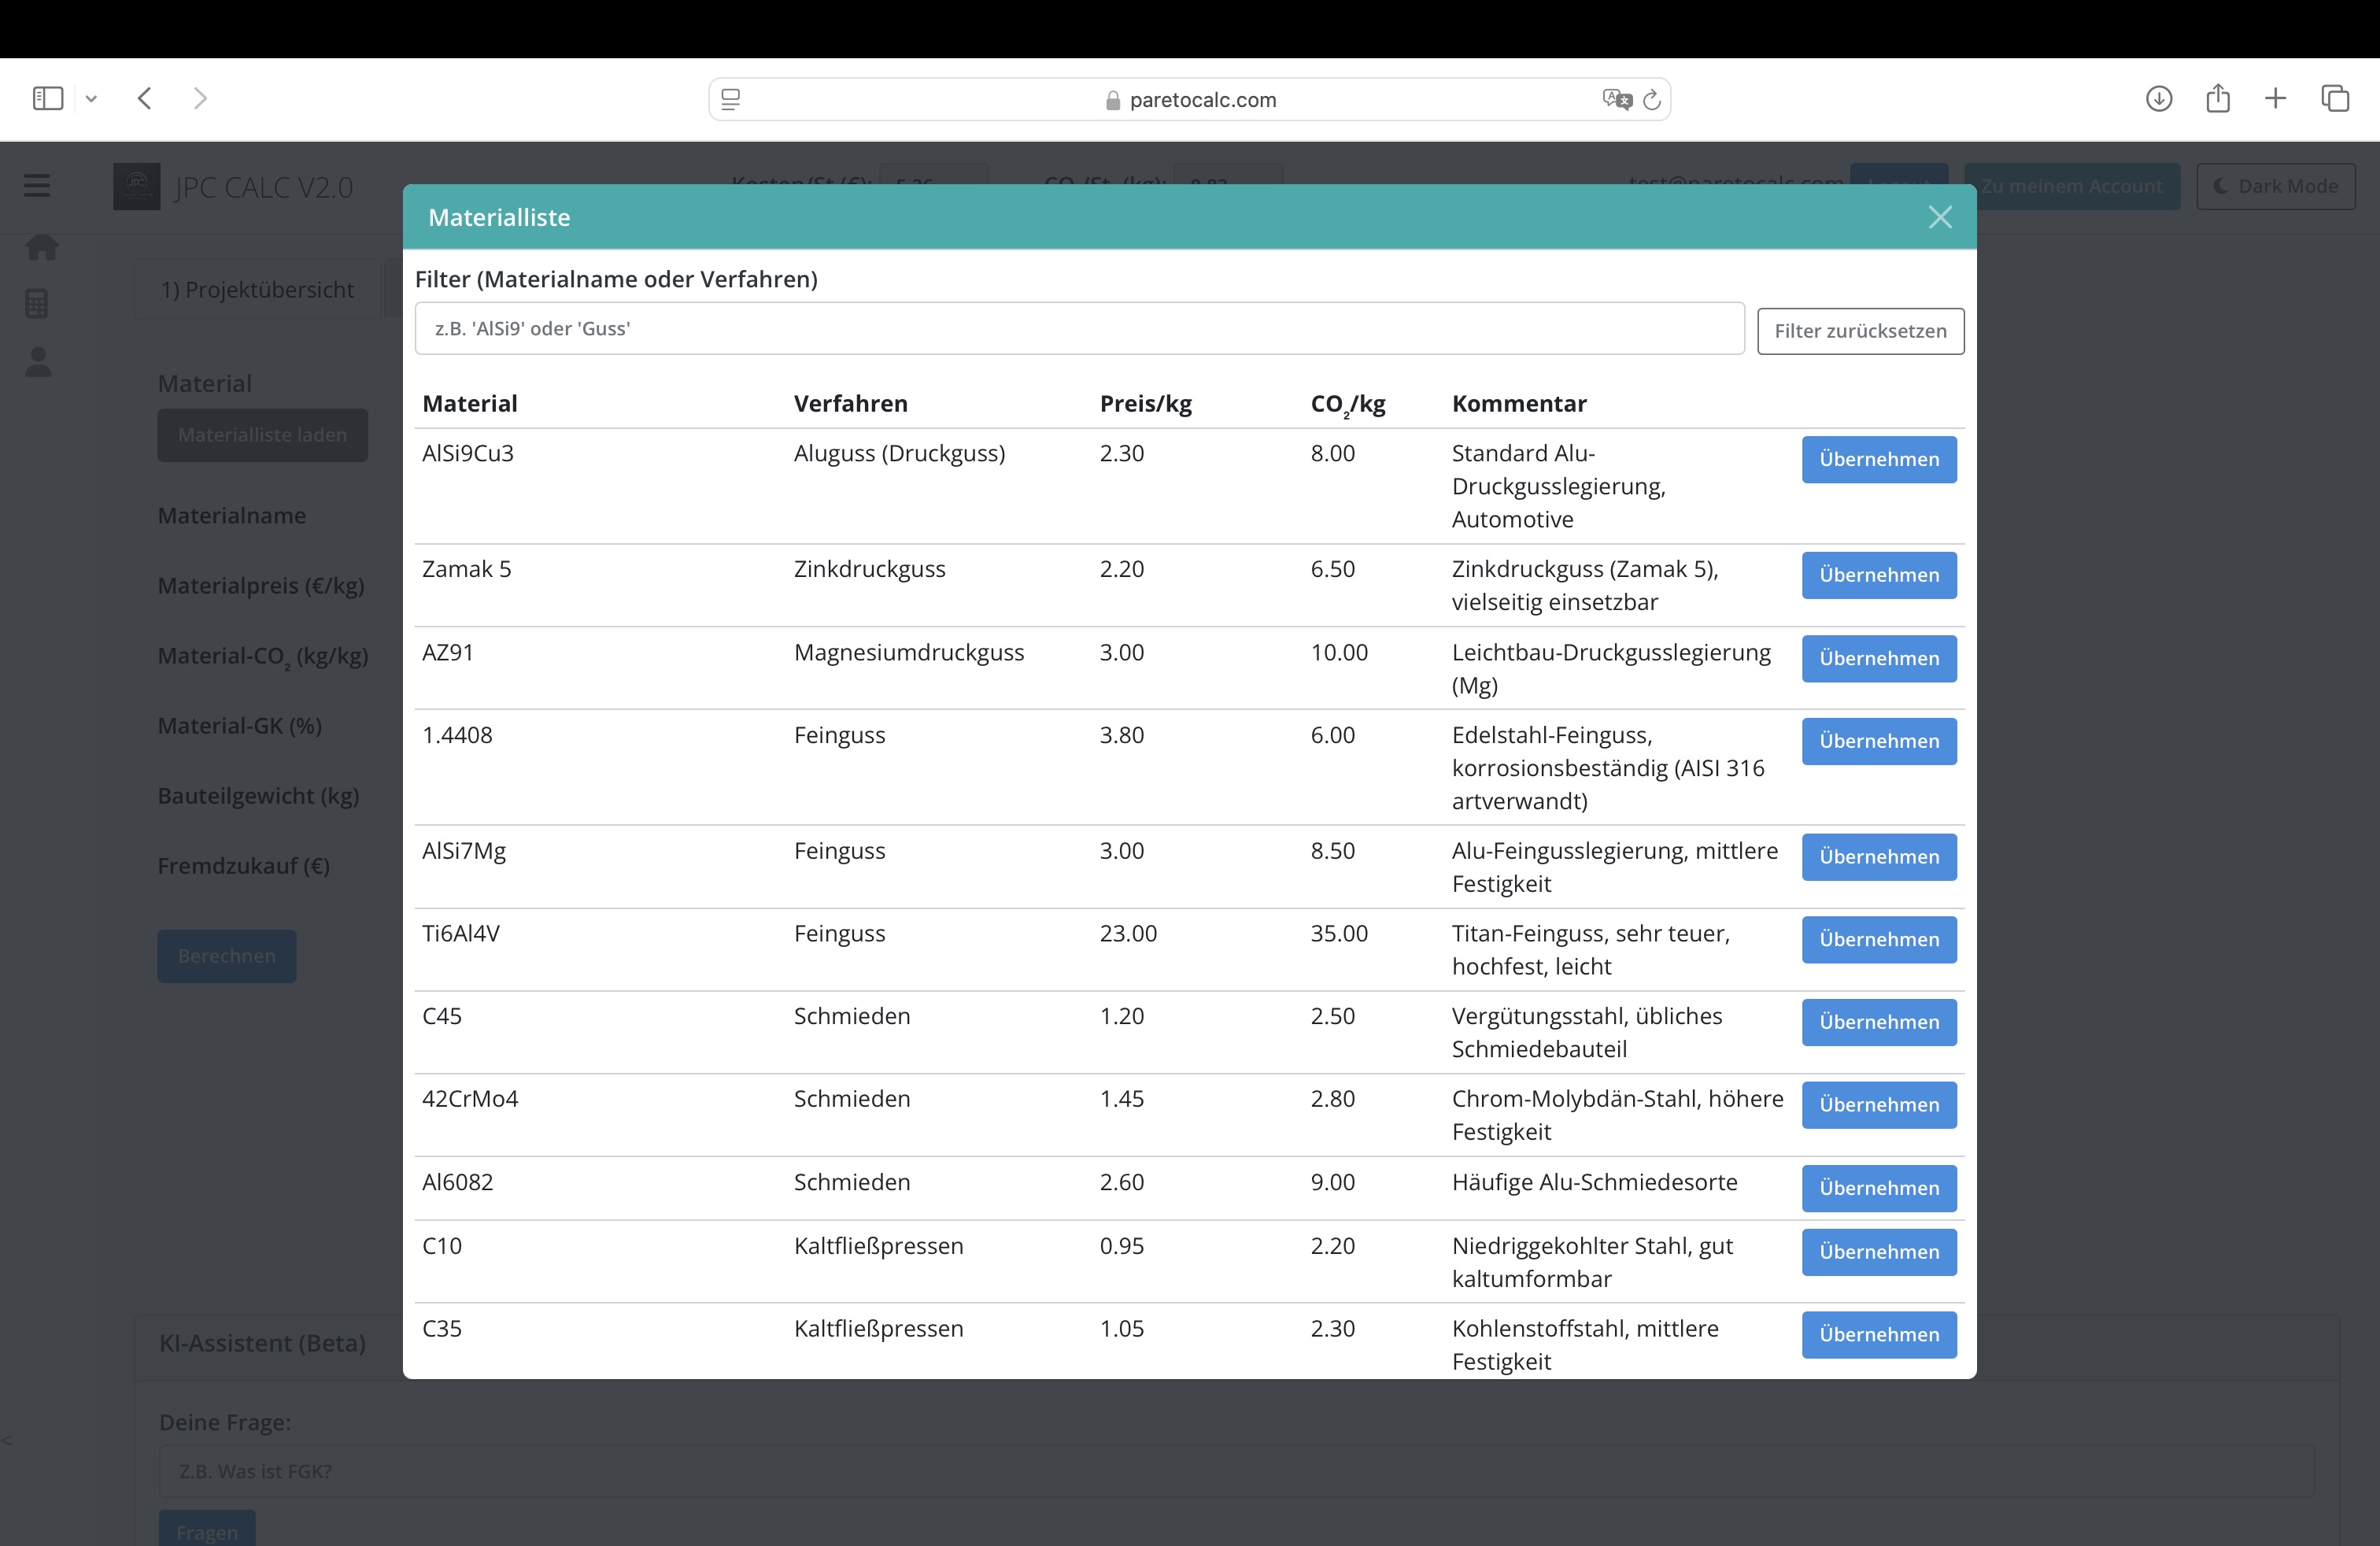 paretocalc.com
JPC
JPC CALC V2.0
Kosten/St (€): 5.26 CO₂/St (kg): 0.82
test@paretocalc.com Logout Zu meinem Account Dark Mode
Materialliste
1) Projektübersicht
Material
Materialliste laden
Materialname
Materialpreis (€/kg)
Material-CO₂ (kg/kg)
Material-GK (%)
Bauteilgewicht (kg)
Fremdzukauf (€)
Berechnen
Filter (Materialname oder Verfahren)
z.B. 'AlSi9' oder 'Guss' Filter zurücksetzen
Material Verfahren Preis/kg CO₂/kg Kommentar
AlSi9Cu3 Aluguss (Druckguss) 2.30 8.00 Standard Alu- Übernehmen
Druckgusslegierung,
Automotive
Zamak 5 Zinkdruckguss 2.20 6.50 Zinkdruckguss (Zamak 5), Übernehmen
vielseitig einsetzbar
AZ91 Magnesiumdruckguss 3.00 10.00 Leichtbau-Druckgusslegierung Übernehmen
(Mg)
1.4408 Feinguss 3.80 6.00 Edelstahl-Feinguss, Übernehmen
korrosionsbeständig (AISI 316
artverwandt)
AlSi7Mg Feinguss 3.00 8.50 Alu-Feingusslegierung, mittlere Übernehmen
Festigkeit
Ti6Al4V Feinguss 23.00 35.00 Titan-Feinguss, sehr teuer, Übernehmen
hochfest, leicht
C45 Schmieden 1.20 2.50 Vergütungsstahl, übliches Übernehmen
Schmiedebauteil
42CrMo4 Schmieden 1.45 2.80 Chrom-Molybdän-Stahl, höhere Übernehmen
Festigkeit
Al6082 Schmieden 2.60 9.00 Häufige Alu-Schmiedesorte Übernehmen
C10 Kaltfließpressen 0.95 2.20 Niedriggekohlter Stahl, gut Übernehmen
kaltumformbar
C35 Kaltfließpressen 1.05 2.30 Kohlenstoffstahl, mittlere Übernehmen
Festigkeit
KI-Assistent (Beta)
Deine Frage:
Z.B. Was ist FGK?
Fragen